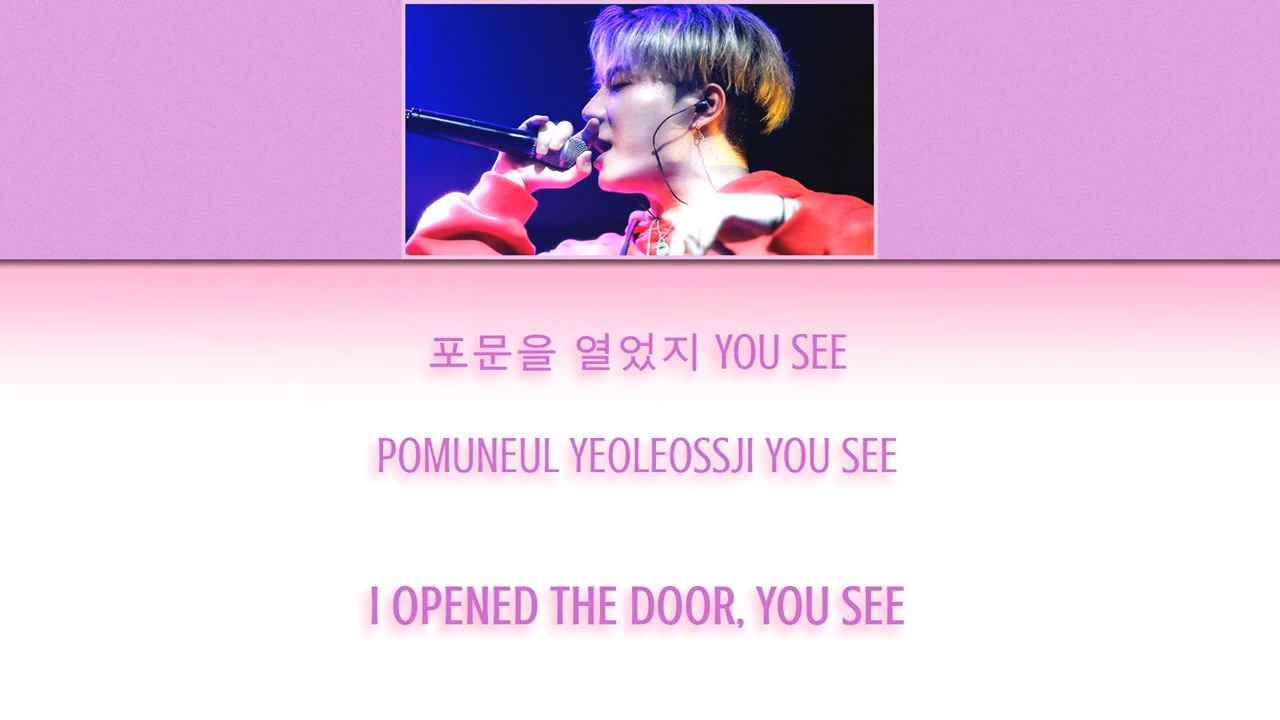 포문을 열었지 YOU SEE
POMUNEUL YEOLEOSSJI YOU SEE
I OPENED THE DOOR, YOU SEE